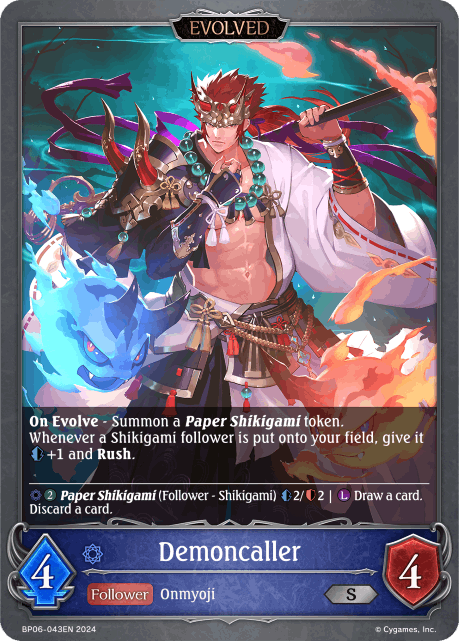 EVOLVED
On Evolve - Summon a Paper Shikigami token.
Whenever a Shikigami follower is put onto your field, give it
+1 and Rush.
2 Paper Shikigami (Follower - Shikigami) 2/ 2 | L Draw a card.
Discard a card.
Demoncaller
4
4
Follower Onmyoji
S
BP06-043EN 2024
© Cygames, Inc.